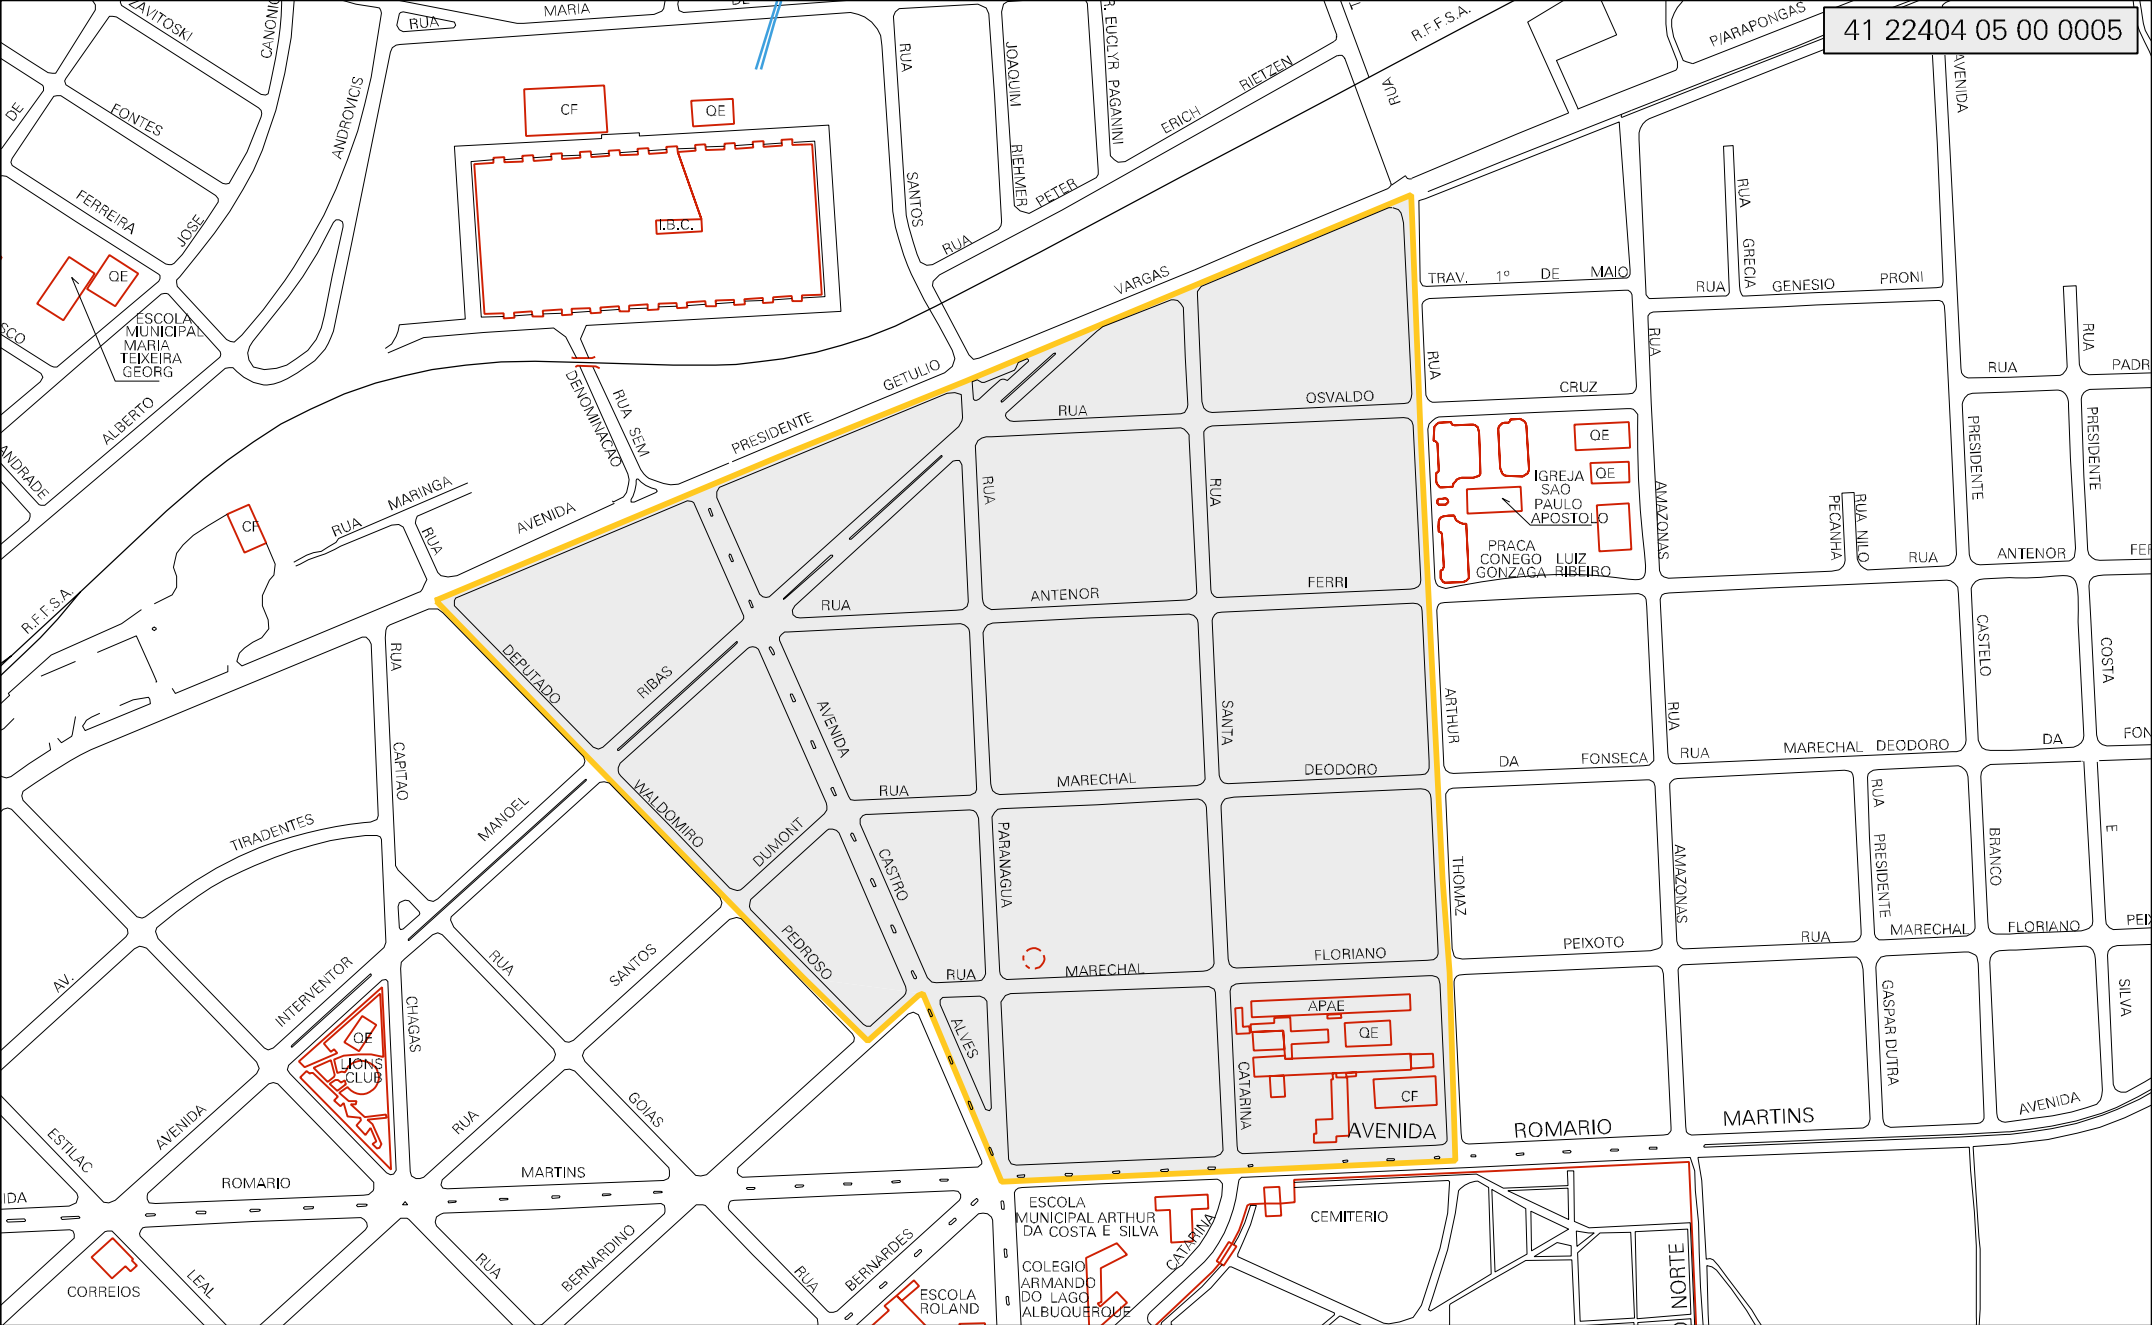 41 22404 05 00 0005
ZAVITOSKI
CANONIC
RUA
MARIA
DE
R. EUCLYR PAGANINI
R.F.F.S.A.
P/ARAPONGAS
AVENIDA
DE
FONTES
ANDROVICIS
CF
QE
RUA
SANTOS
JOAQUIM
RIEHMER
ERICH
RIETZEN
RUA
PETER
RUA
FERREIRA
JOSE
I.B.C.
QE
ESCOLA
MUNICIPAL
MARIA
TEIXEIRA
GEORG
SCO
VARGAS
GETULIO
PRESIDENTE
AVENIDA
RUA SEM
DENOMINACAO
ALBERTO
ANDRADE
RUA
MARINGA
RUA
CF
R.F.F.S.A.
TRAV. 1º DE MAIO
RUA
GRECIA
RUA
GENESIO
PRONI
RUA
RUA
CRUZ
RUA
OSVALDO
RUA
PADR
RUA
PRESIDENTE
PRESIDENTE
QE
QE
IGREJA
SAO
PAULO
APOSTOLO
PRACA
CONEGO LUIZ
GONZAGA RIBEIRO
AMAZONAS
PECANHA
RUA NILO
RUA
ANTENOR
FER
RUA
RUA
RUA
ANTENOR
FERRI
DEPUTADO
RIBAS
AVENIDA
RUA
CAPITAO
TIRADENTES
MANOEL
WALDOMIRO
DUMONT
RUA
MARECHAL
DEODORO
SANTA
ARTHUR
DA
FONSECA
RUA
RUA
MARECHAL DEODORO
CASTELO
COSTA
DA
FON
PARANAGUA
CASTRO
PEDROSO
THOMAZ
AMAZONAS
RUA
PRESIDENTE
BRANCO
E
RUA
MARECHAL
FLORIANO
PEIXOTO
RUA
MARECHAL
FLORIANO
PEIX
AV.
INTERVENTOR
RUA
SANTOS
CHAGAS
QE
LIONS
CLUB
ALVES
APAE
QE
CF
CATARINA
GASPAR DUTRA
SILVA
AVENIDA
ROMARIO
MARTINS
AVENIDA
RUA
GOIAS
AVENIDA
ESTILAC
ROMARIO
MARTINS
IDA
CORREIOS
LEAL
RUA
BERNARDINO
RUA
BERNARDES
ESCOLA
ROLAND
ESCOLA
MUNICIPAL ARTHUR
DA COSTA E SILVA
COLEGIO
ARMANDO
DO LAGO
ALBUQUERQUE
CATARINA
CEMITERIO
NORTE